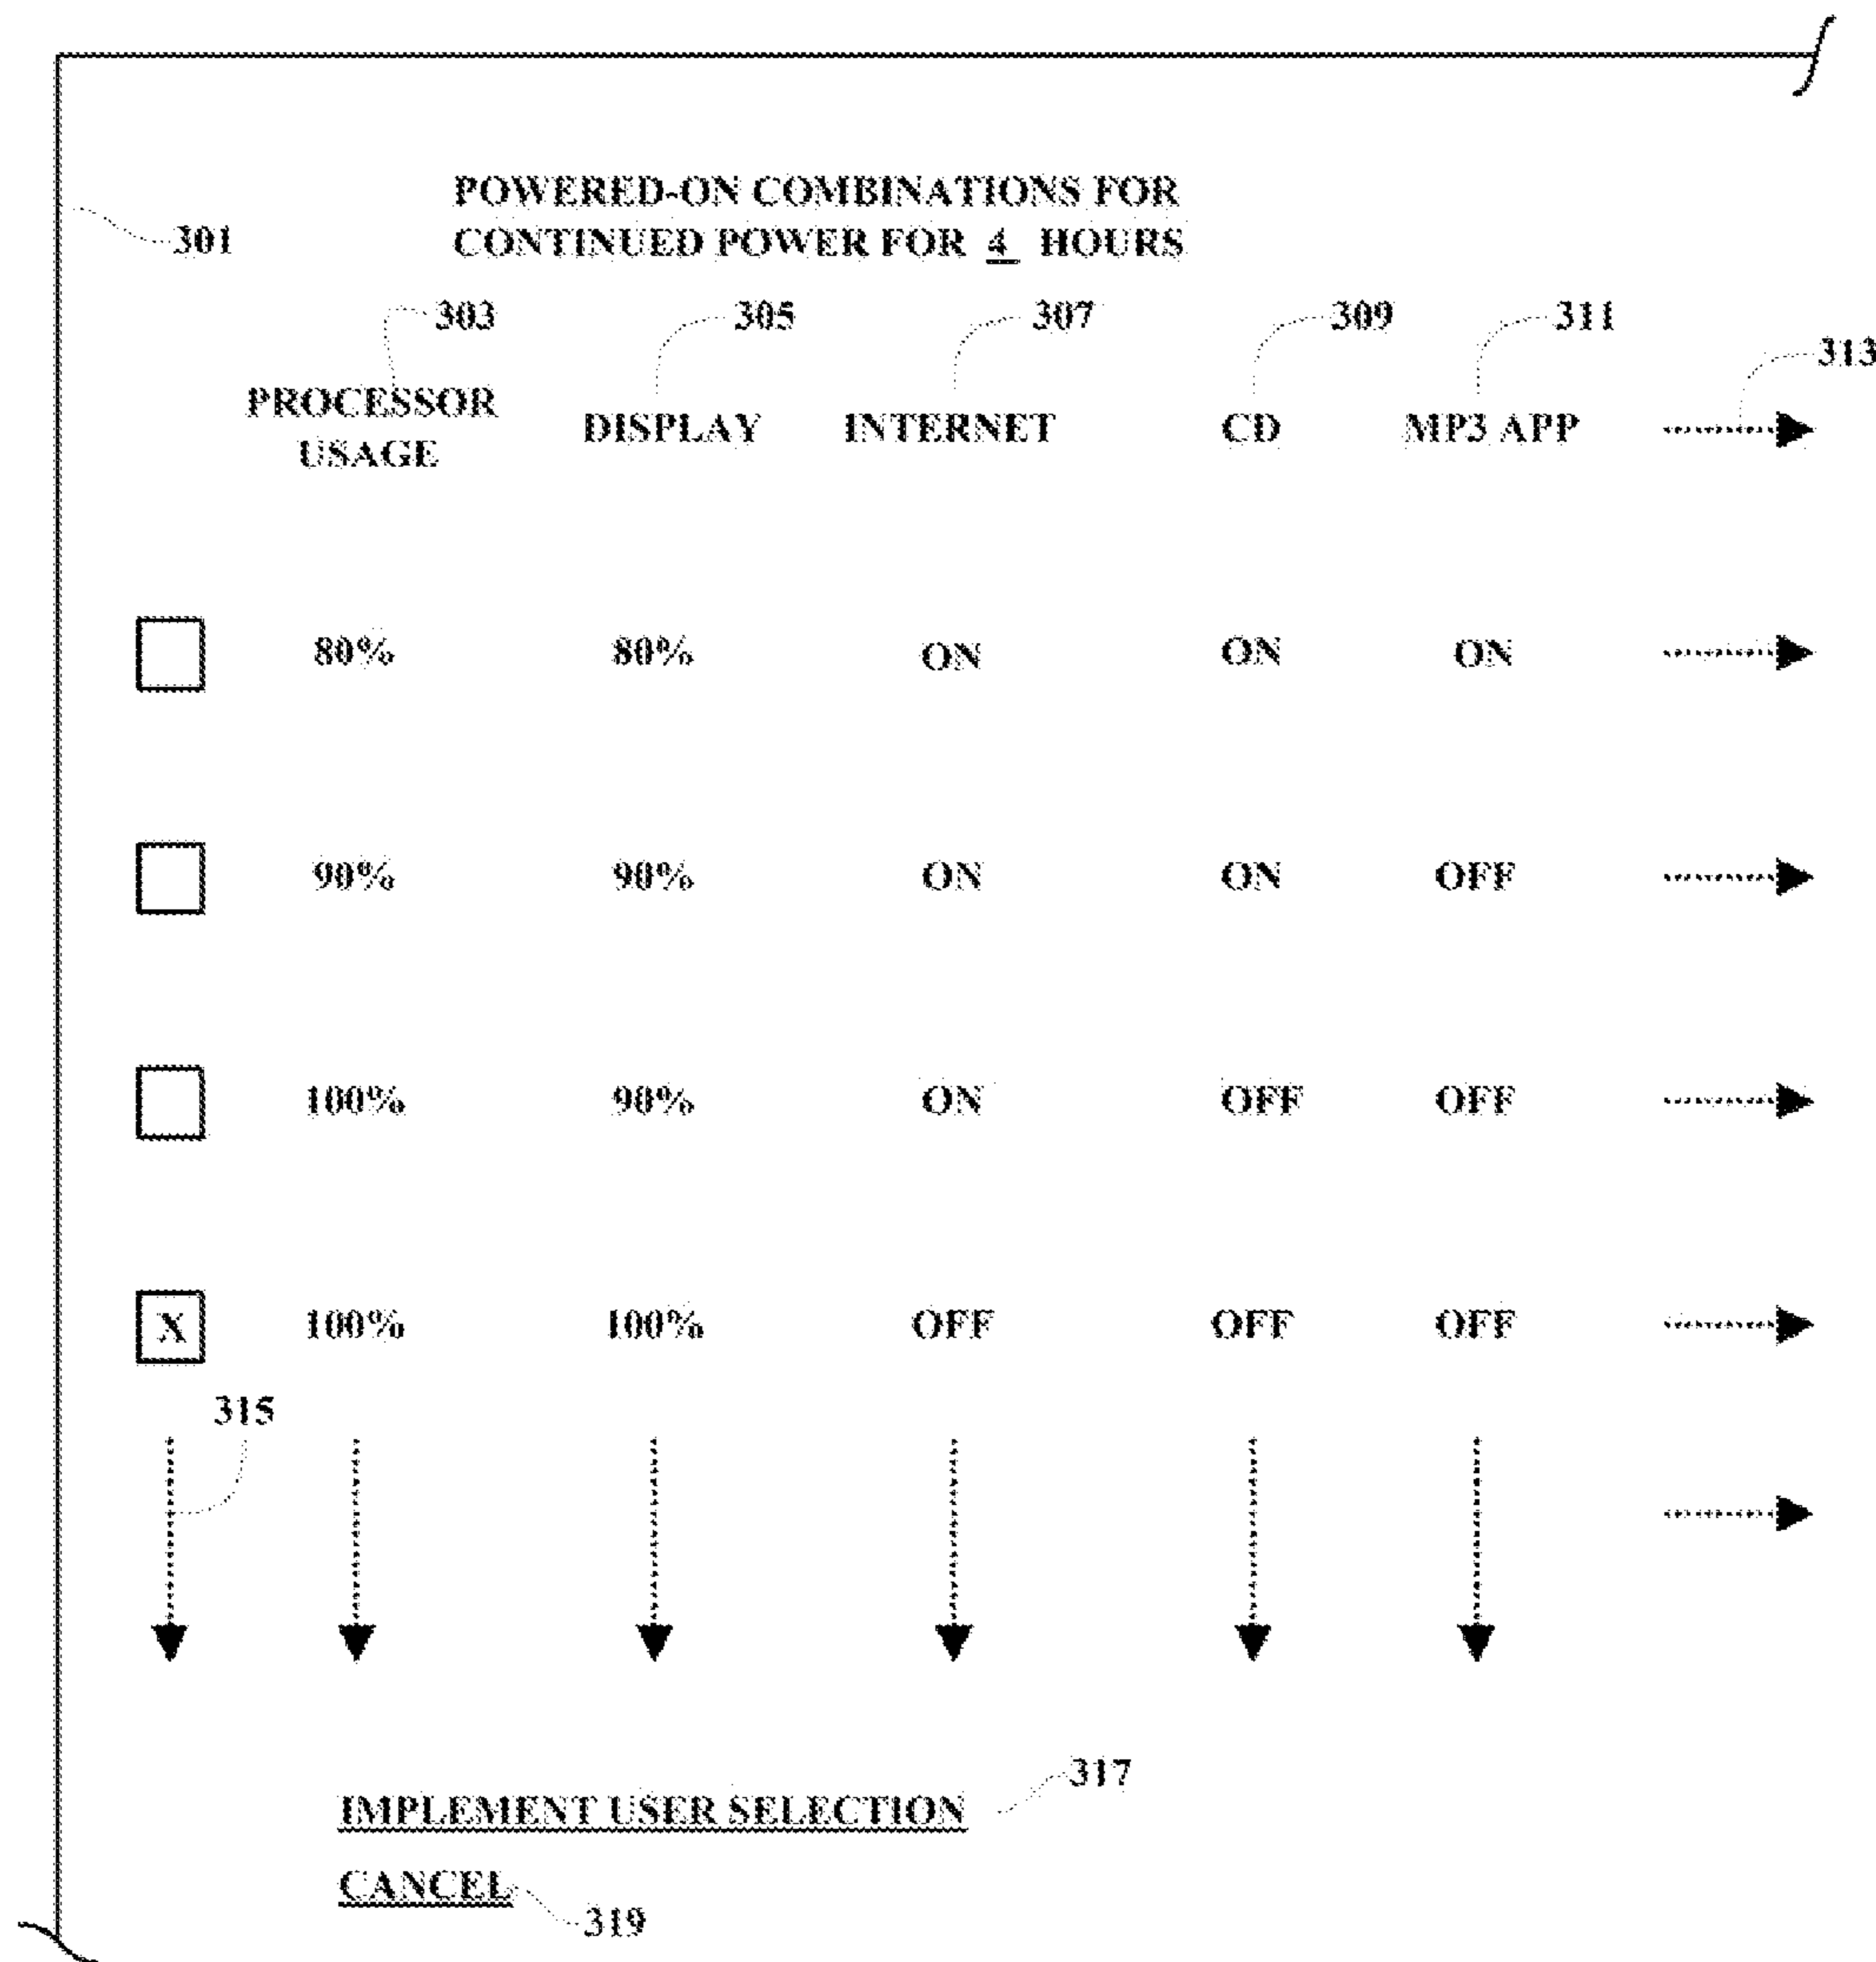 POWERED-ON COMBINATIONS FOR
CONTINUED POWER FOR 4 HOURS
301
303 305 307 309 311 313
PROCESSOR USAGE DISPLAY INTERNET CD MP3 APP
80% 80% ON ON ON
90% 90% ON ON OFF
100% 90% ON OFF OFF
X 100% 100% OFF OFF OFF
315
317
IMPLEMENT USER SELECTION
CANCEL
319